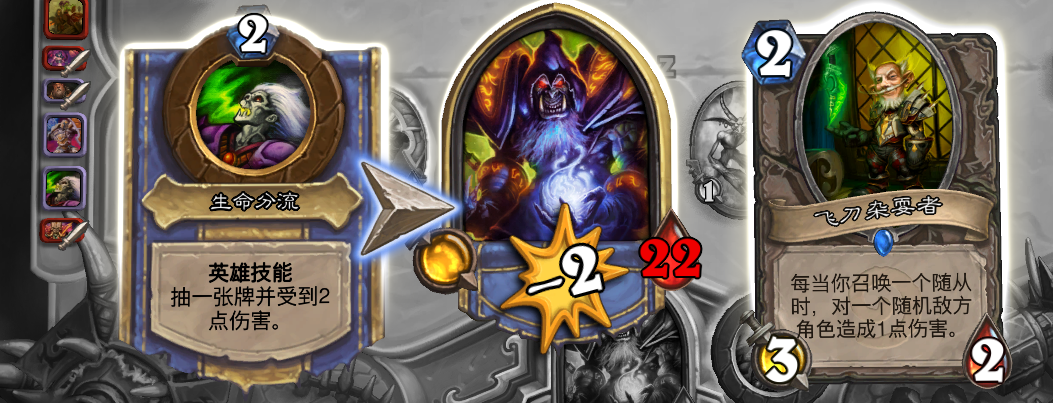 2
生命分流
英雄技能
抽一张牌并受到2
点伤害。
-2
22
1
2
飞刀杂耍者
每当你召唤一个随从
时，对一个随机敌方
角色造成1点伤害。
3
2